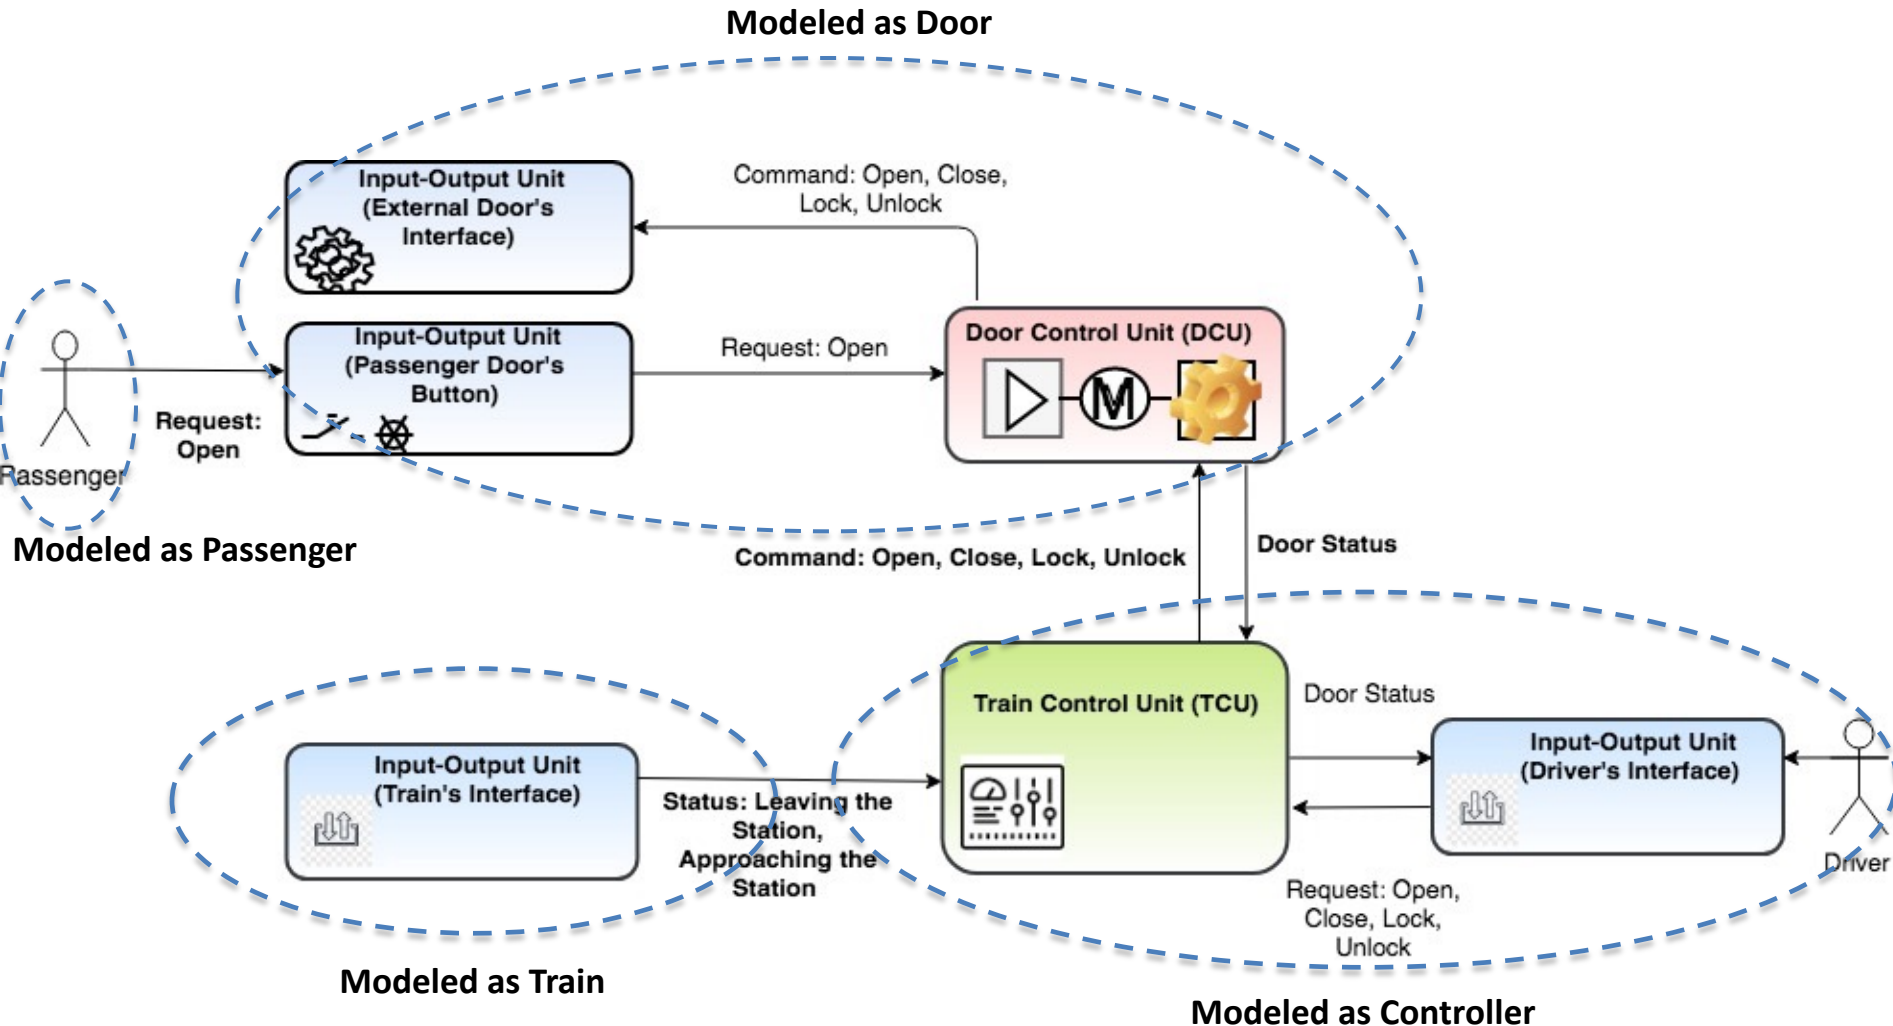 Modeled as Door
Input-Output Unit
(External Door's
Interface)
Command: Open, Close,
Lock, Unlock
Input-Output Unit
(Passenger Door's
Button)
Request: Open
Door Control Unit (DCU)
M
Request:
Open
Passenger
Modeled as Passenger
Command: Open, Close, Lock, Unlock
Door Status
Train Control Unit (TCU)
Door Status
Input-Output Unit
(Train's Interface)
Status: Leaving the
Station,
Approaching the
Station
Input-Output Unit
(Driver's Interface)
Driver
Request: Open,
Close, Lock,
Unlock
Modeled as Train
Modeled as Controller